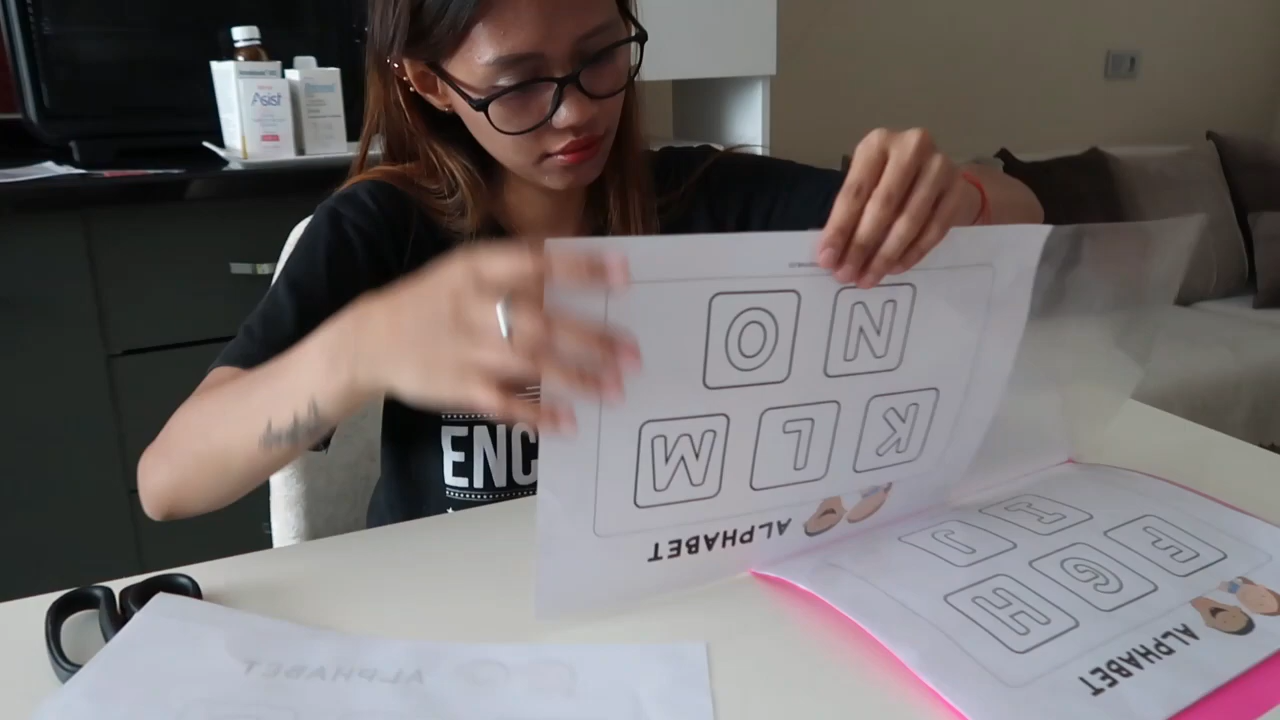 Asist
ENC
ALPHABET
K L M
N O
ALPHABET
F G H
I J
ALPHABET